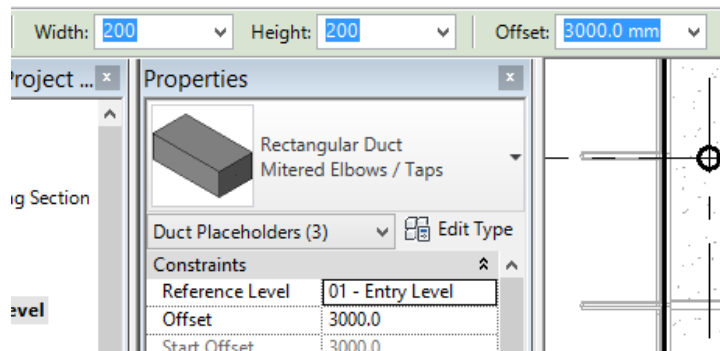 Width: 200 Height: 200 Offset: 3000.0 mm
Project ... x Properties x
Rectangular Duct
Mitered Elbows / Taps
ng Section
Duct Placeholders (3) Edit Type
Constraints
Reference Level 01 - Entry Level
evel
Offset 3000.0
Start Offset 3000.0